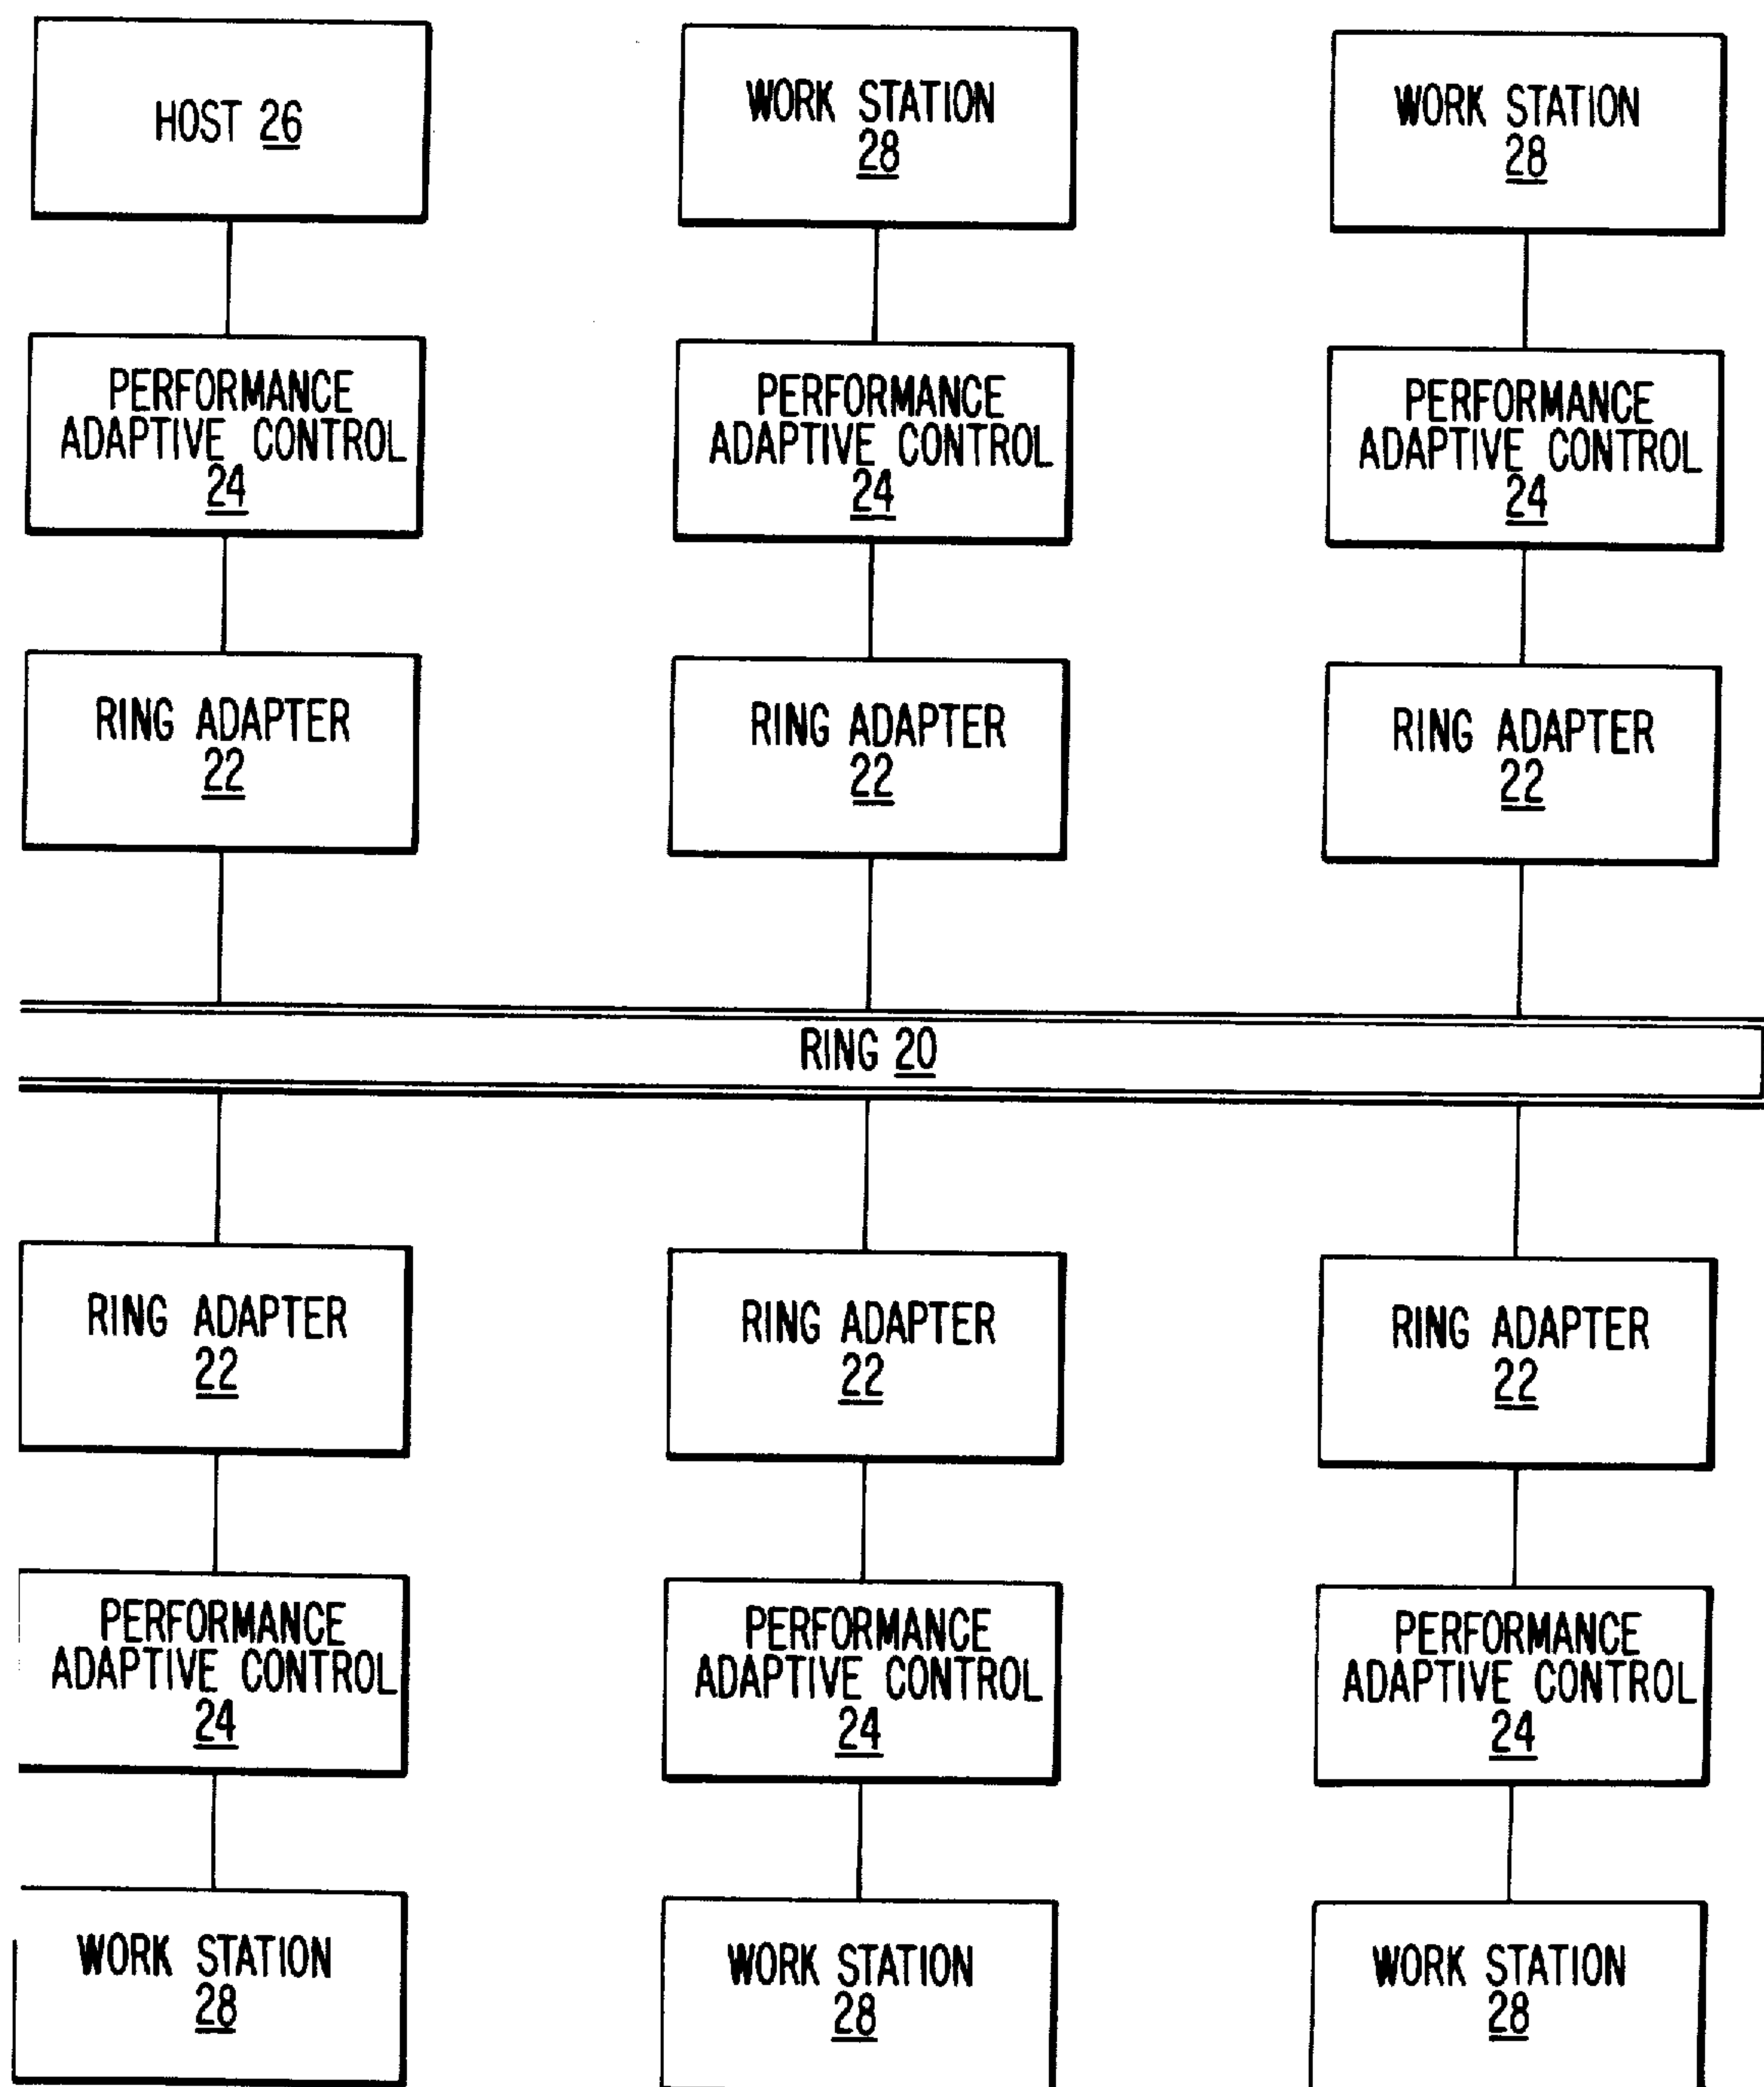 HOST 26
WORK STATION
28
WORK STATION
28
PERFORMANCE
ADAPTIVE CONTROL
24
PERFORMANCE
ADAPTIVE CONTROL
24
PERFORMANCE
ADAPTIVE CONTROL
24
RING ADAPTER
22
RING ADAPTER
22
RING ADAPTER
22
RING 20
RING ADAPTER
22
RING ADAPTER
22
RING ADAPTER
22
PERFORMANCE
ADAPTIVE CONTROL
24
PERFORMANCE
ADAPTIVE CONTROL
24
PERFORMANCE
ADAPTIVE CONTROL
24
WORK STATION
28
WORK STATION
28
WORK STATION
28